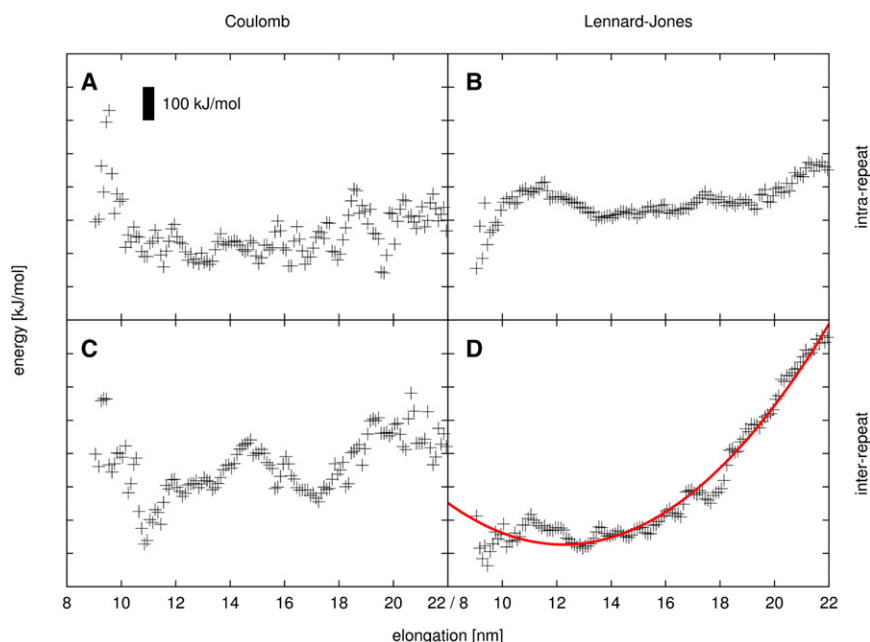 Coulomb
Lennard-Jones
A
100 kJ/mol
B
intra-repeat
energy [kJ/mol]
C
D
inter-repeat
8 10 12 14 16 18 20 22 / 8 10 12 14 16 18 20 22
elongation [nm]